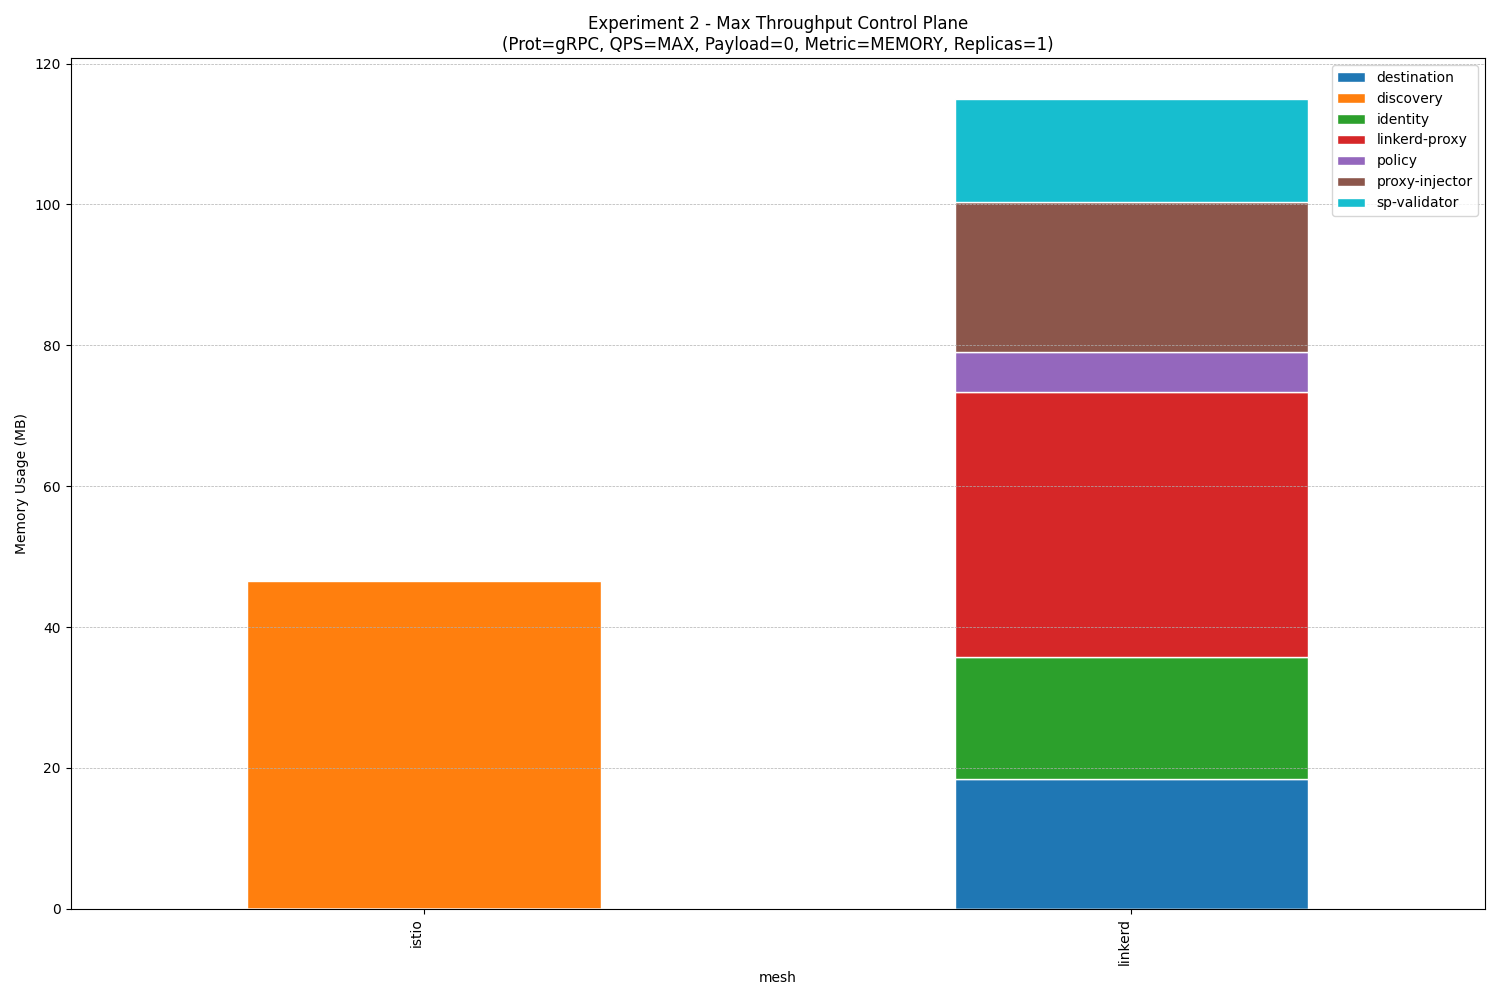 Experiment 2 - Max Throughput Control Plane
(Prot=gRPC, QPS=MAX, Payload=0, Metric=MEMORY, Replicas=1)
120
100
80
60
40
20
0
Memory Usage (MB)
destination
discovery
identity
linkerd-proxy
policy
proxy-injector
sp-validator
istio
linkerd
mesh